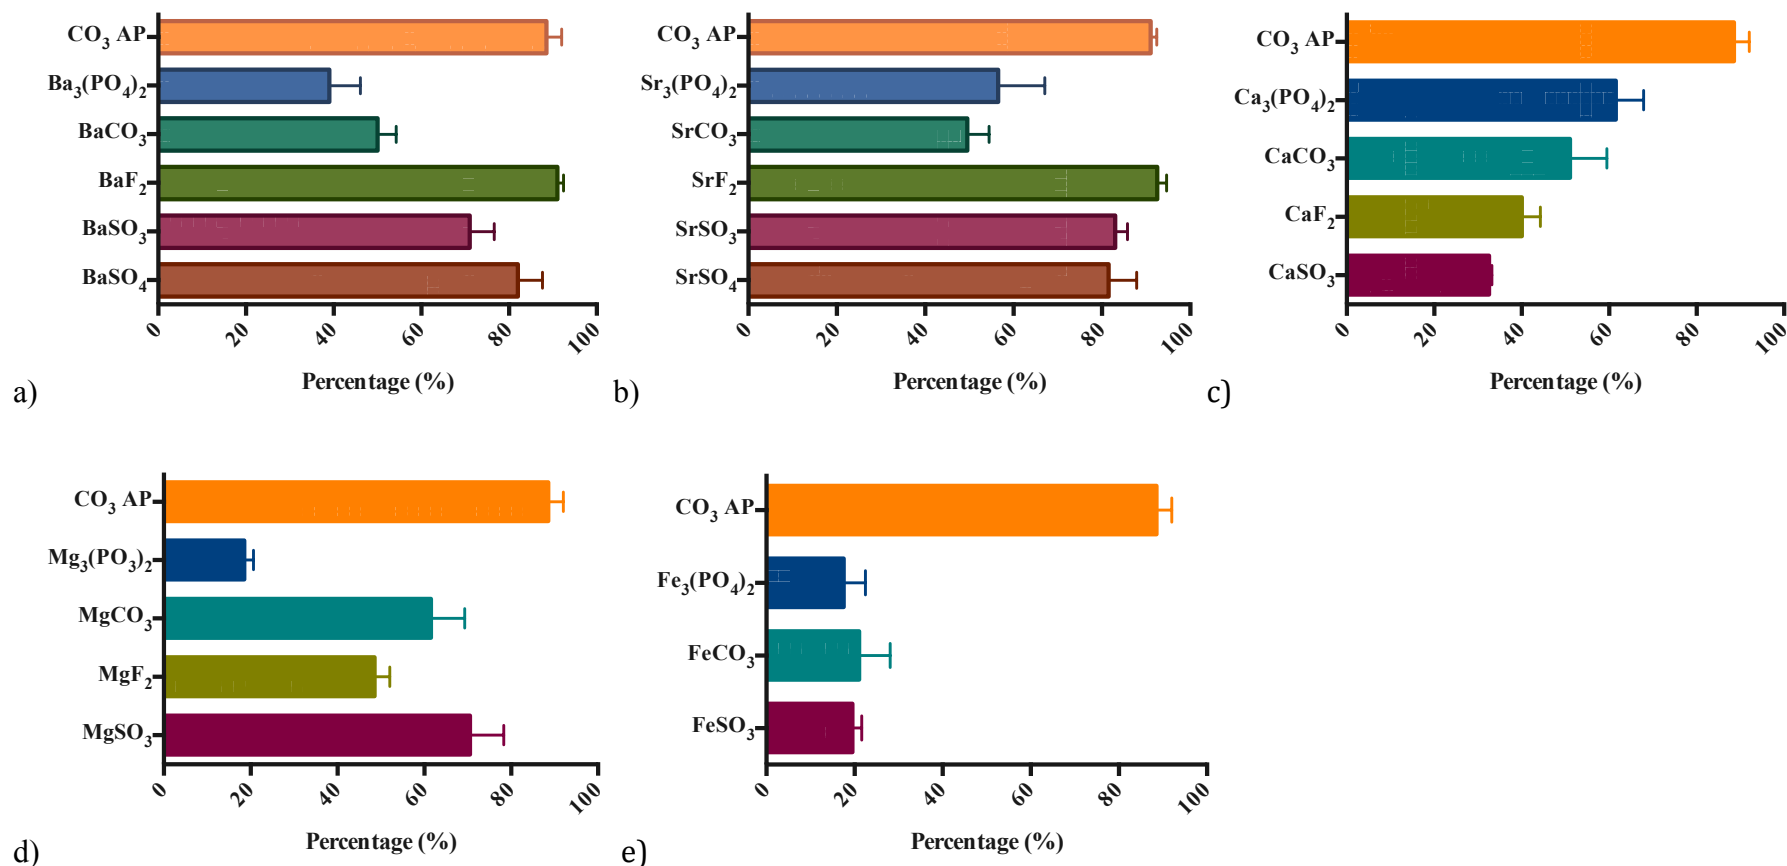 CO₃ AP
Ba₃(PO₄)₂
BaCO₃
BaF₂
BaSO₃
BaSO₄
0 20 40 60 80 100
Percentage (%)
a)
CO₃ AP
Sr₃(PO₄)₂
SrCO₃
SrF₂
SrSO₃
SrSO₄
0 20 40 60 80 100
Percentage (%)
b)
CO₃ AP
Ca₃(PO₄)₂
CaCO₃
CaF₂
CaSO₃
0 20 40 60 80 100
Percentage (%)
c)
CO₃ AP
Mg₃(PO₃)₂
MgCO₃
MgF₂
MgSO₃
0 20 40 60 80 100
Percentage (%)
d)
CO₃ AP
Fe₃(PO₄)₂
FeCO₃
FeSO₃
0 20 40 60 80 100
Percentage (%)
e)